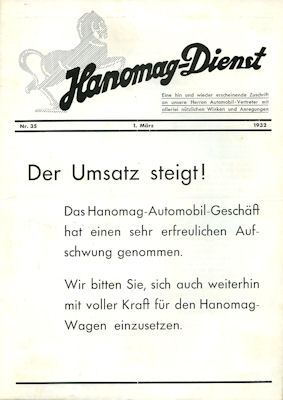 Hanomag-Dienst
Eine hin und wieder erscheinende Zuschrift
an unsere Herren Automobil-Vertreter mit
allerlei nützlichen Winken und Anregungen
Nr. 35 1. März 1932
Der Umsatz steigt!
Das Hanomag-Automobil-Geschäft
hat einen sehr erfreulichen Auf-
schwung genommen.
Wir bitten Sie, sich auch weiterhin
mit voller Kraft für den Hanomag-
Wagen einzusetzen.